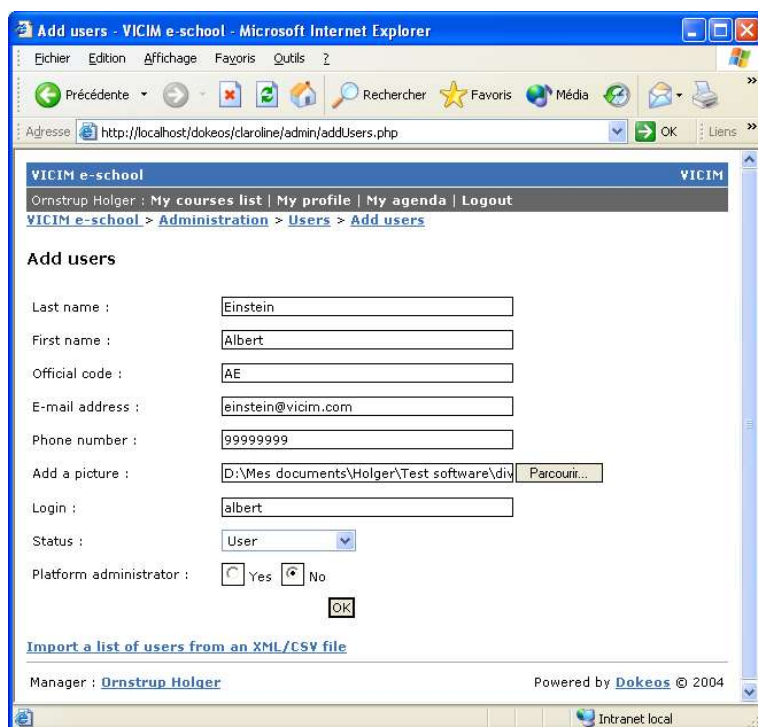 Add users - VICIM e-school - Microsoft Internet Explorer
Fichier Edition Affichage Favoris Outils ?
Précédente Rechercher Favoris Média »
Adresse http://localhost/dokeos/claroline/admin/addUsers.php OK Liens »
VICIM e-school VICIM
Ornstrup Holger : My courses list | My profile | My agenda | Logout
VICIM e-school > Administration > Users > Add users
Add users
Last name : Einstein
First name : Albert
Official code : AE
E-mail address : einstein@vicim.com
Phone number : 99999999
Add a picture : D:\Mes documents\Holger\Test software\div Parcourir...
Login : albert
Status : User
Platform administrator : Yes No
OK
Import a list of users from an XML/CSV file
Manager : Ornstrup Holger Powered by Dokeos © 2004
Intranet local